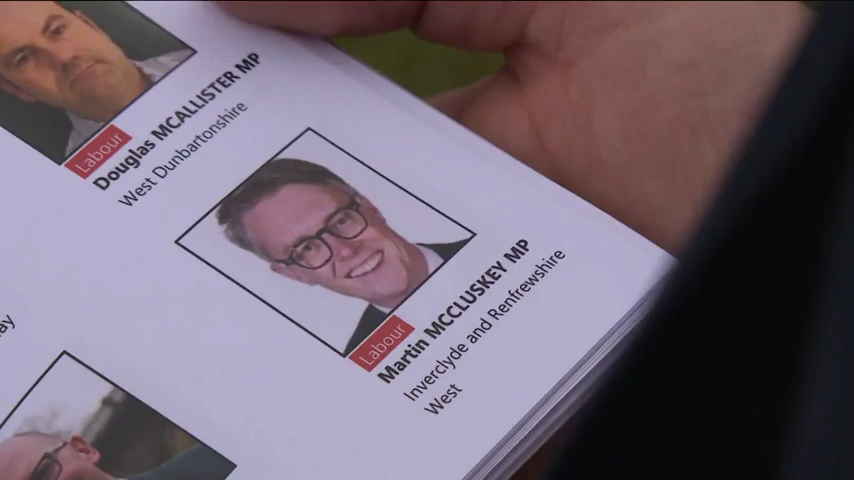 Labour
Douglas MCALLISTER MP
West Dunbartonshire
Labour
Martin MCCLUSKEY MP
Inverclyde and Renfrewshire
West